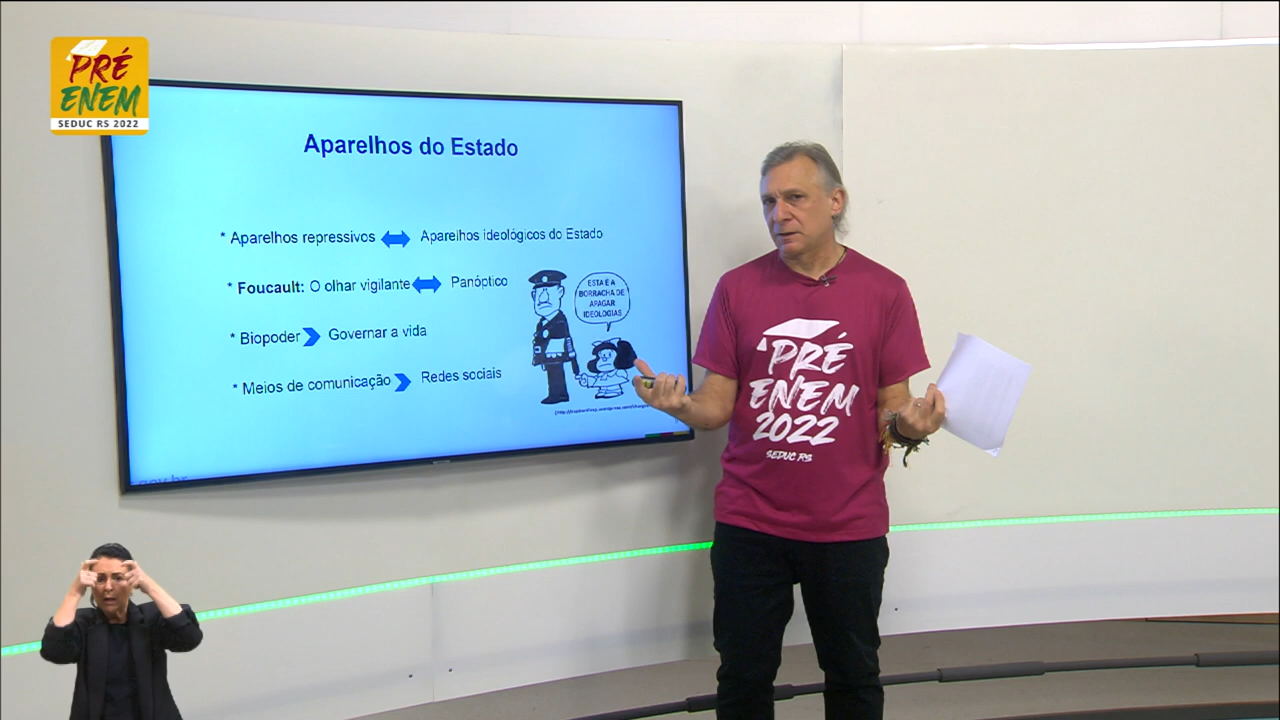 PRÉ
ENEM
SEDUC RS 2022
Aparelhos do Estado
* Aparelhos repressivos Aparelhos ideológicos do Estado
* Foucault: O olhar vigilante Panóptico
* Biopoder Governar a vida
* Meios de comunicação Redes sociais
ESTA É A
BORRACHA DE
APAGAR
IDEOLOGIAS
PRÉ
ENEM
2022
SEDUC RS